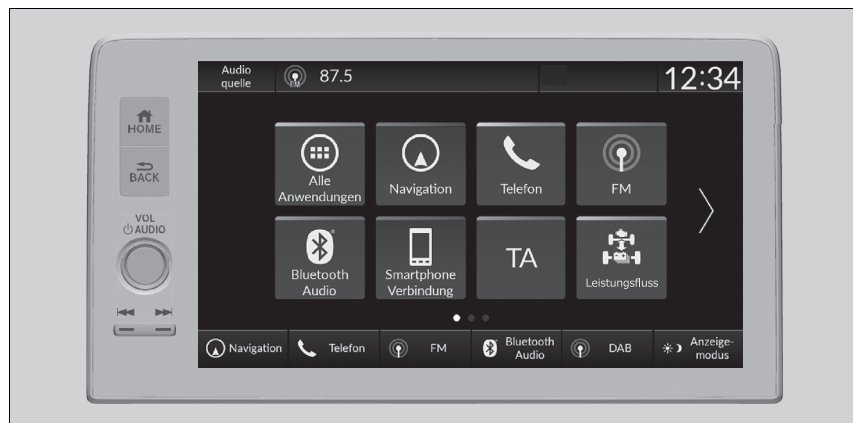 Audio
quelle
FM
87.5
12:34
HOME
BACK
VOL
AUDIO
Alle
Anwendungen
Navigation
Telefon
FM
Bluetooth
Audio
Smartphone
Verbindung
TA
Leistungsfluss
Navigation
Telefon
FM
Bluetooth
Audio
DAB
Anzeige-
modus